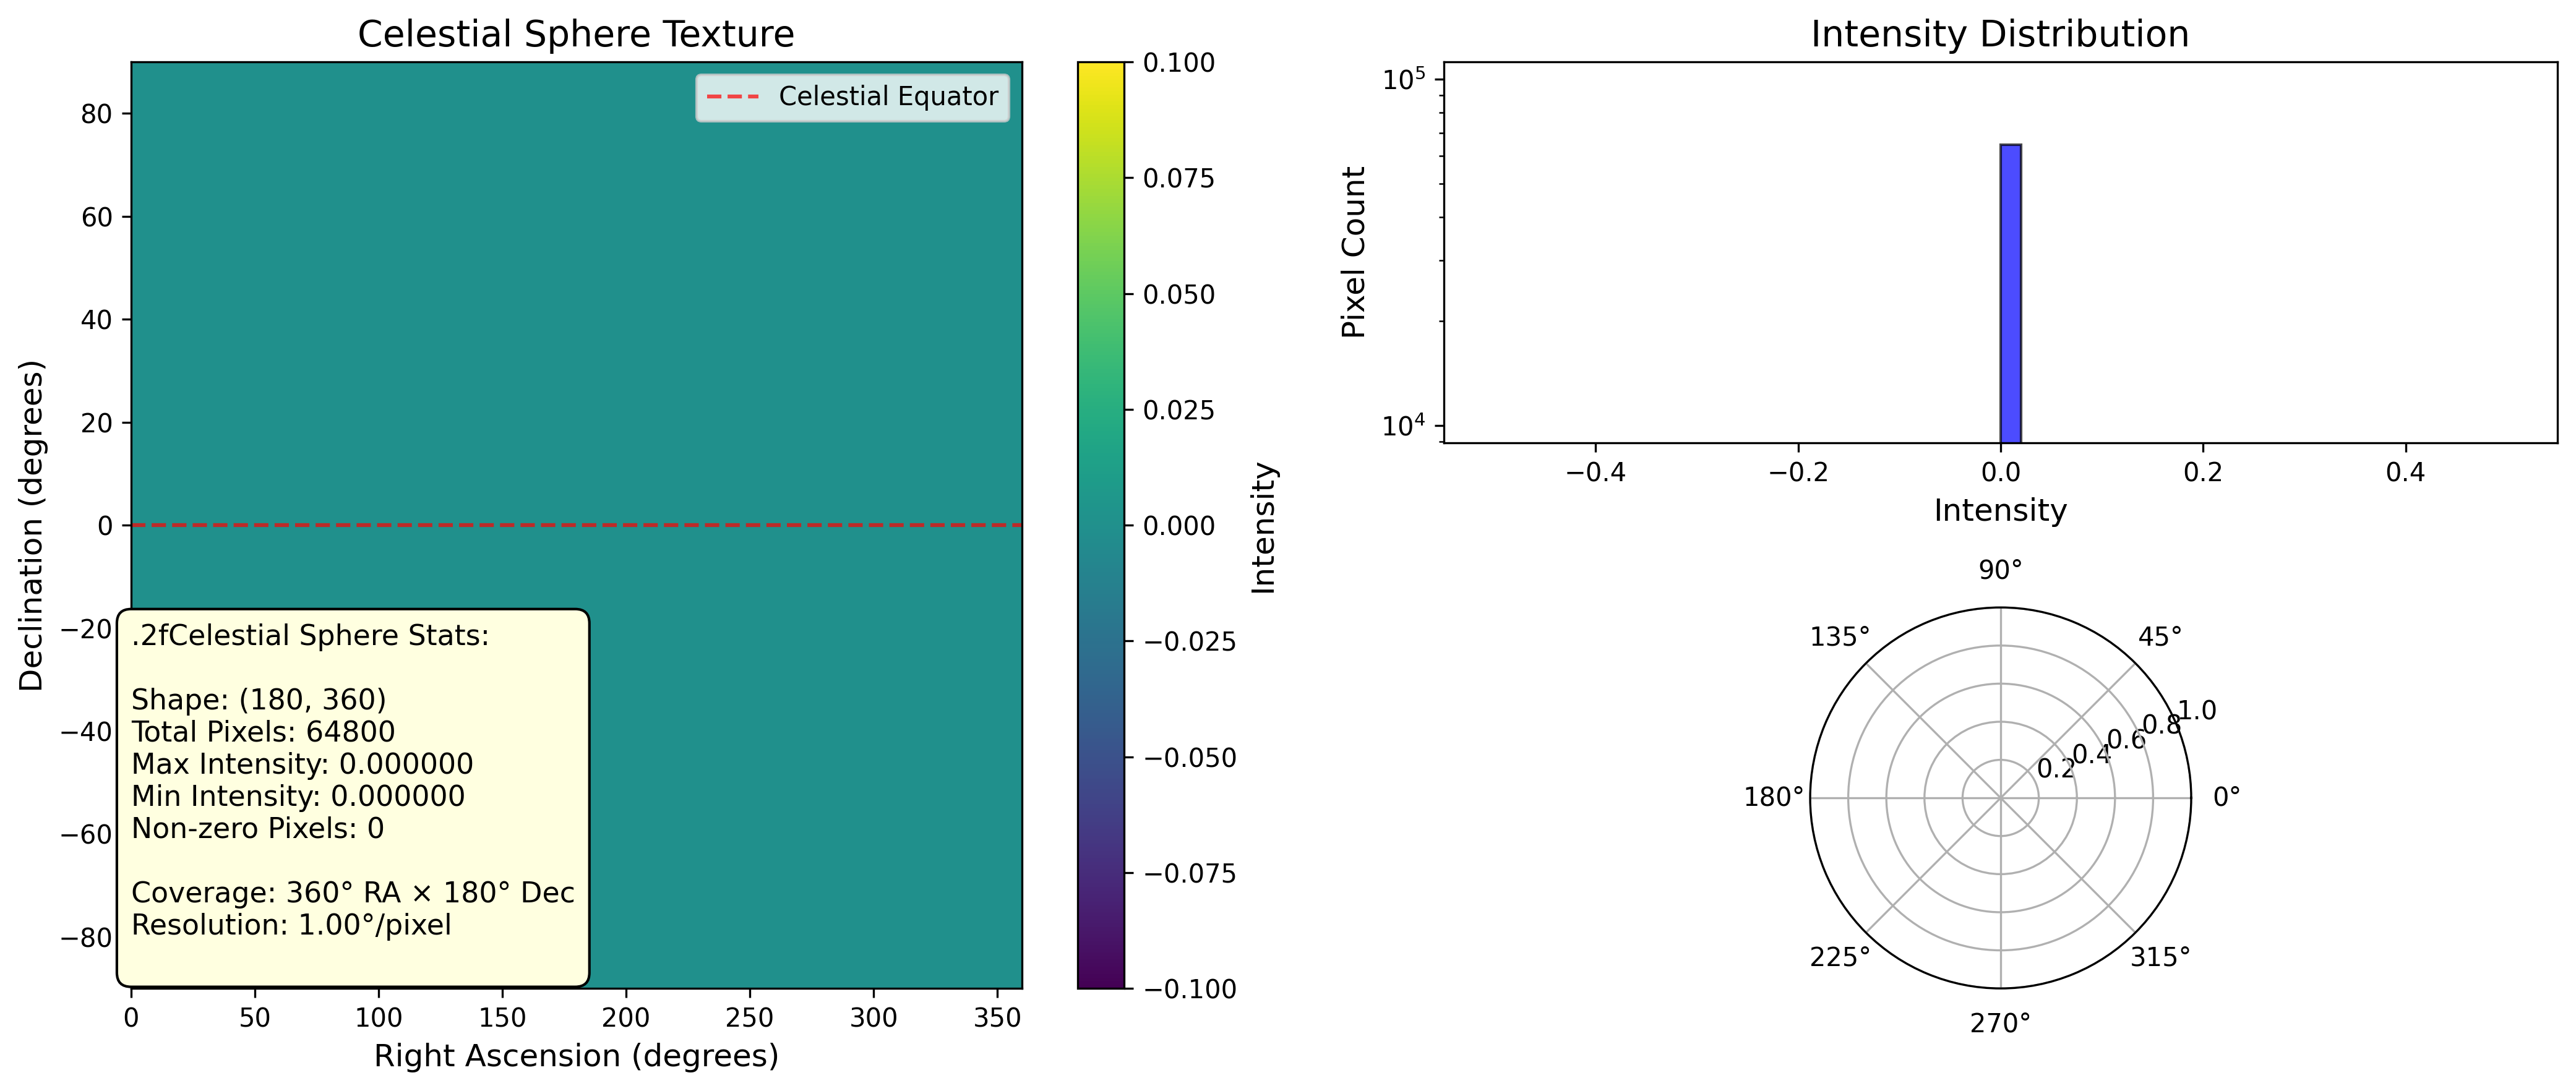 Celestial Sphere Texture
Celestial Equator
Declination (degrees)
80
60
40
20
0
−20
−40
−60
−80
.2fCelestial Sphere Stats:
Shape: (180, 360)
Total Pixels: 64800
Max Intensity: 0.000000
Min Intensity: 0.000000
Non-zero Pixels: 0
Coverage: 360° RA × 180° Dec
Resolution: 1.00°/pixel
0 50 100 150 200 250 300 350
Right Ascension (degrees)
0.100
0.075
0.050
0.025
0.000
−0.025
−0.050
−0.075
−0.100
Intensity
Intensity Distribution
Pixel Count
10⁵
10⁴
−0.4 −0.2 0.0 0.2 0.4
Intensity
90°
135° 45°
180° 0°
225° 315°
270°
0.2 0.4 0.6 0.8 1.0